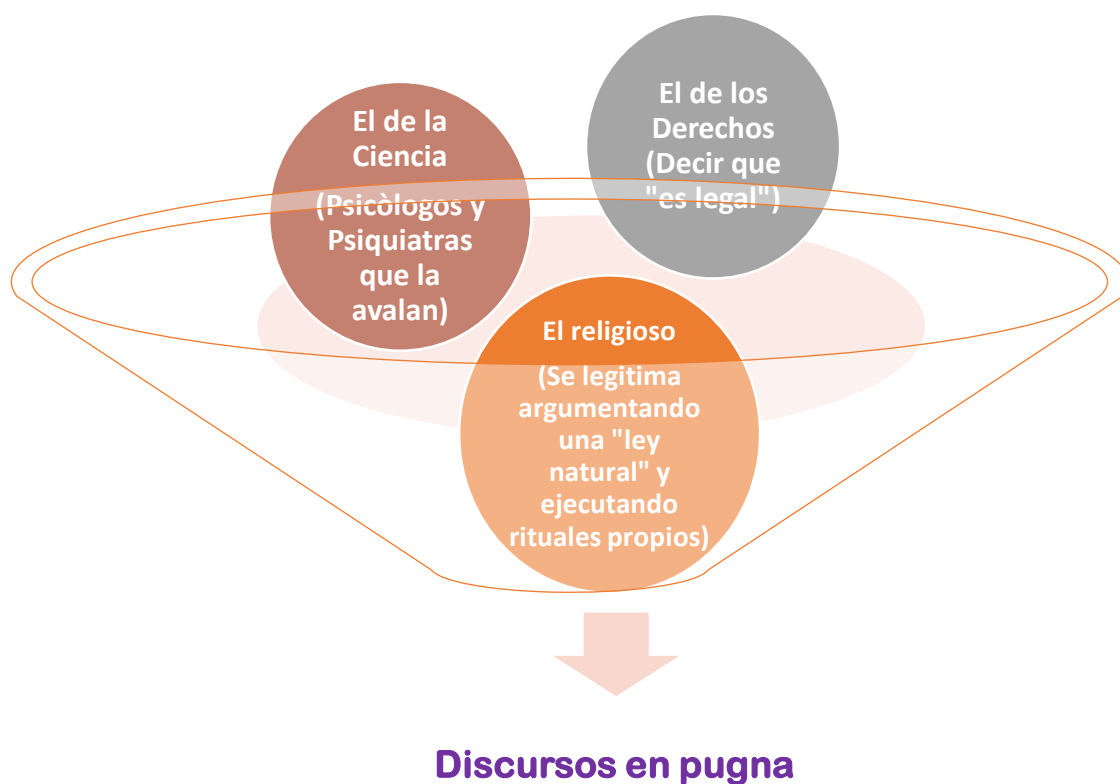 El de la
Ciencia
(Psicòlogos y
Psiquiatras
que la
avalan)
El de los
Derechos
(Decir que
"es legal")
El religioso
(Se legitima
argumentando
una "ley
natural" y
ejecutando
rituales propios)
Discursos en pugna